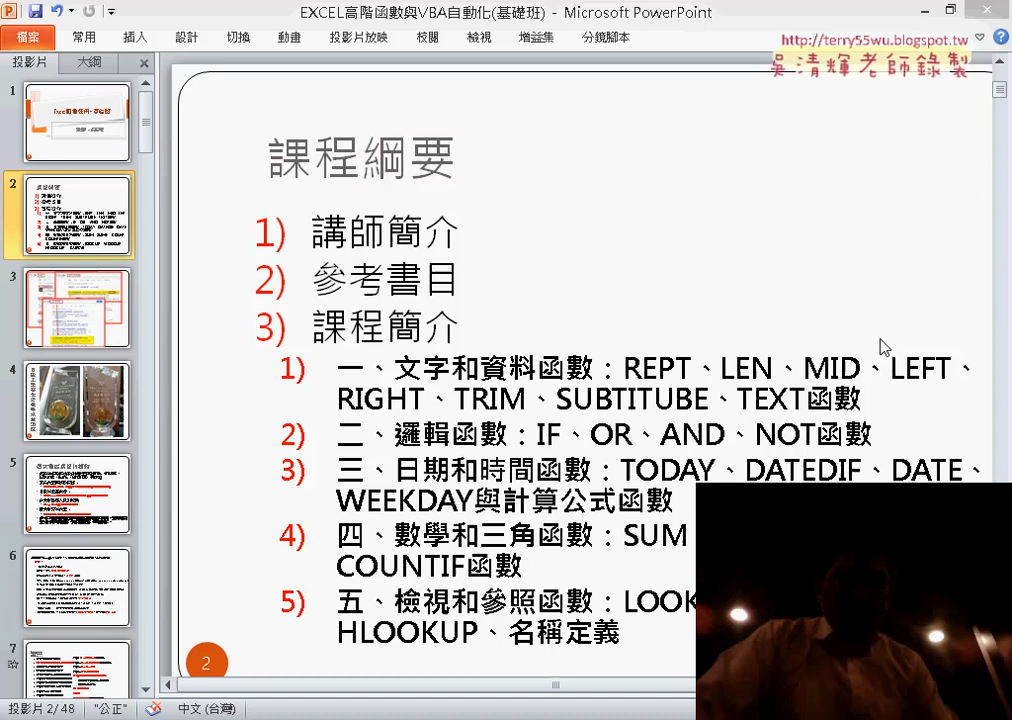 EXCEL高階函數與VBA自動化(基礎班) - Microsoft PowerPoint
檔案 常用 插入 設計 切換 動畫 投影片放映 校閱 檢視 增益集 分鏡腳本
http://terry55wu.blogspot.tw
吳清輝老師錄製
投影片 大綱
課程綱要
1) 講師簡介
2) 參考書目
3) 課程簡介
1) 一、文字和資料函數：REPT、LEN、MID、LEFT、
RIGHT、TRIM、SUBTITUBE、TEXT函數
2) 二、邏輯函數：IF、OR、AND、NOT函數
3) 三、日期和時間函數：TODAY、DATEDIF、DATE、
WEEKDAY與計算公式函數
4) 四、數學和三角函數：SUM
COUNTIF函數
5) 五、檢視和參照函數：LOOK
HLOOKUP、名稱定義
2
1
2
3
4
5
6
7
投影片 2/48 "公正" 中文 (台灣)